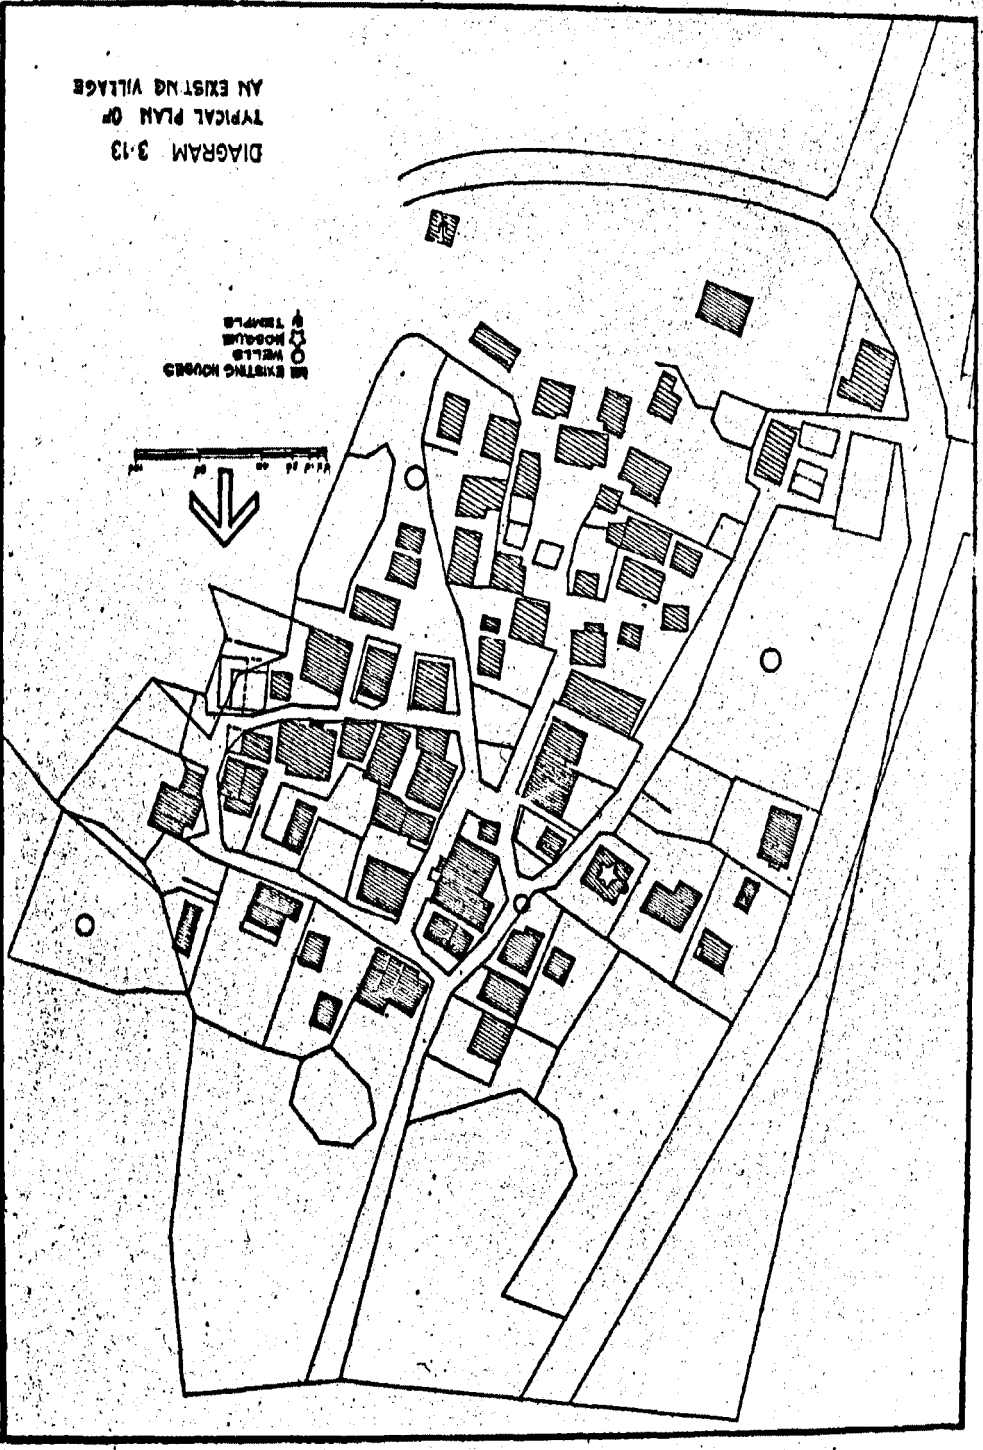 DIAGRAM 3·13
TYPICAL PLAN OF
AN EXISTING VILLAGE
EXISTING HOUSES
WELLS
MOSQUE
TEMPLE